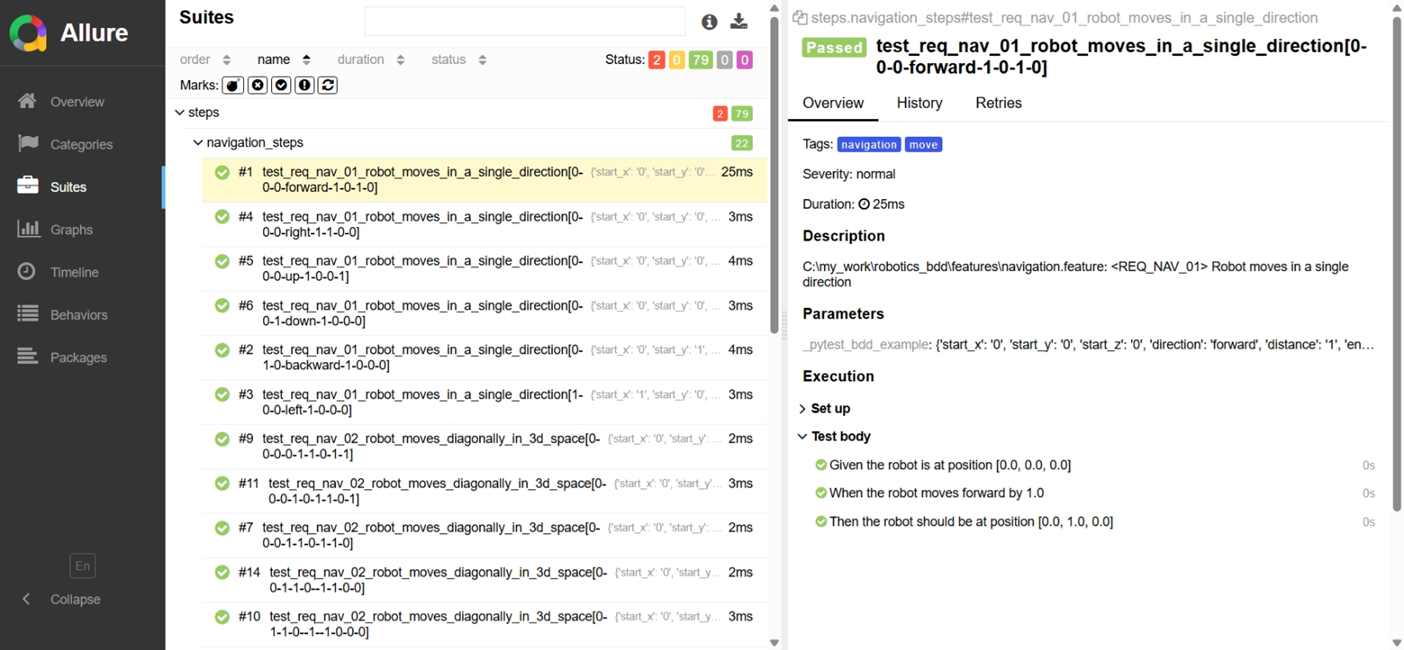 Allure
Overview
Categories
Suites
Graphs
Timeline
Behaviors
Packages
En
Collapse
Suites
order name duration status Status: 2 0 79 0 0
Marks:
steps 2 79
navigation_steps 22
#1 test_req_nav_01_robot_moves_in_a_single_direction[0- {'start_x': '0', 'start_y': '0'... 25ms
0-0-forward-1-0-1-0]
#4 test_req_nav_01_robot_moves_in_a_single_direction[0- {'start_x': '0', 'start_y': '0', ... 3ms
0-0-right-1-1-0-0]
#5 test_req_nav_01_robot_moves_in_a_single_direction[0- {'start_x': '0', 'start_y': '0', ... 4ms
0-0-up-1-0-0-1]
#6 test_req_nav_01_robot_moves_in_a_single_direction[0- {'start_x': '0', 'start_y': '0', ... 3ms
0-1-down-1-0-0-0]
#2 test_req_nav_01_robot_moves_in_a_single_direction[0- {'start_x': '0', 'start_y': '1', ... 4ms
1-0-backward-1-0-0-0]
#3 test_req_nav_01_robot_moves_in_a_single_direction[1- {'start_x': '1', 'start_y': '0', ... 3ms
0-0-left-1-0-0-0]
#9 test_req_nav_02_robot_moves_diagonally_in_3d_space[0- {'start_x': '0', 'start_y': ... 2ms
0-0-0-1-1-0-1-1]
#11 test_req_nav_02_robot_moves_diagonally_in_3d_space[0- {'start_x': '0', 'start_y'... 3ms
0-0-1-0-1-1-0-1]
#7 test_req_nav_02_robot_moves_diagonally_in_3d_space[0- {'start_x': '0', 'start_y': ... 2ms
0-0-1-1-0-1-1-0]
#14 test_req_nav_02_robot_moves_diagonally_in_3d_space[0- {'start_x': '0', 'start_y... 2ms
0-1-1-0--1-1-0-0]
#10 test_req_nav_02_robot_moves_diagonally_in_3d_space[0- {'start_x': '0', 'start_y... 3ms
1-1-0--1--1-0-0-0]
steps.navigation_steps#test_req_nav_01_robot_moves_in_a_single_direction
Passed test_req_nav_01_robot_moves_in_a_single_direction[0-
0-0-forward-1-0-1-0]
Overview History Retries
Tags: navigation move
Severity: normal
Duration: 25ms
Description
C:\my_work\robotics_bdd\features\navigation.feature: <REQ_NAV_01> Robot moves in a single
direction
Parameters
_pytest_bdd_example: {'start_x': '0', 'start_y': '0', 'start_z': '0', 'direction': 'forward', 'distance': '1', 'en...
Execution
Set up
Test body
Given the robot is at position [0.0, 0.0, 0.0] 0s
When the robot moves forward by 1.0 0s
Then the robot should be at position [0.0, 1.0, 0.0] 0s